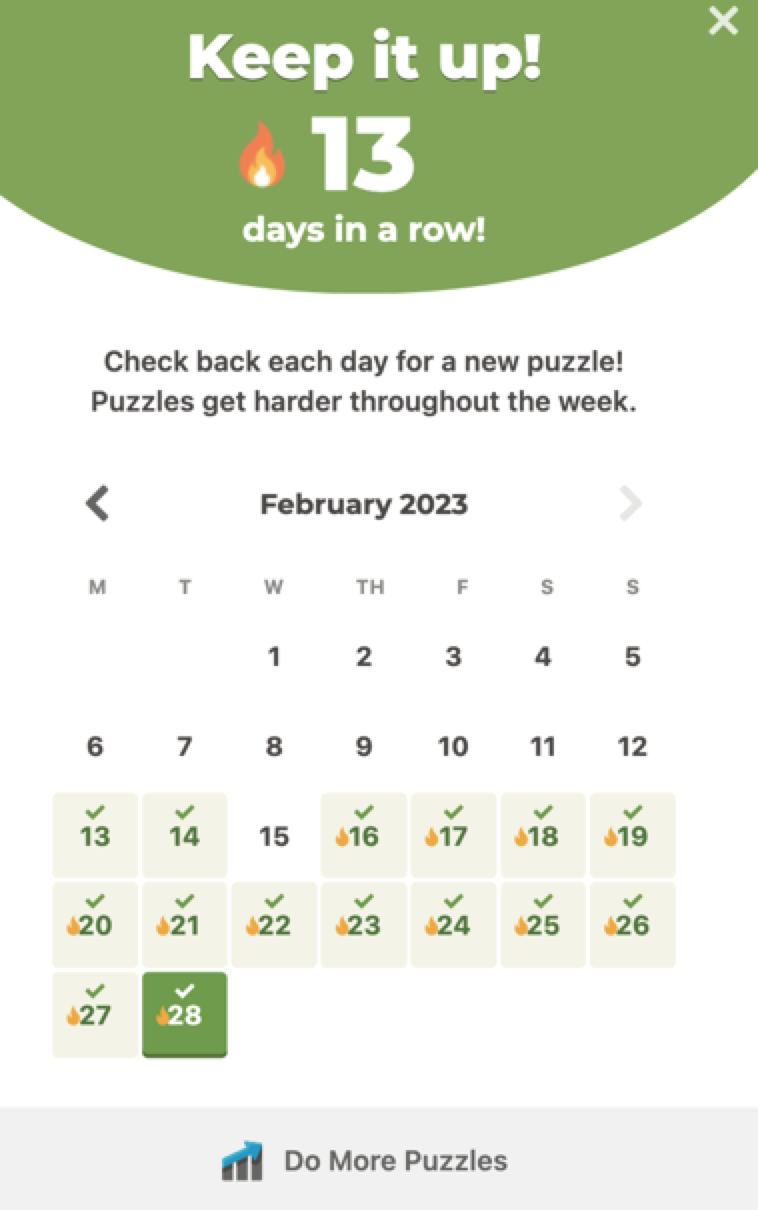 Keep it up!
13
days in a row!
Check back each day for a new puzzle!
Puzzles get harder throughout the week.
February 2023
M T W TH F S S
1 2 3 4 5
6 7 8 9 10 11 12
13 14 15 16 17 18 19
20 21 22 23 24 25 26
27 28
Do More Puzzles